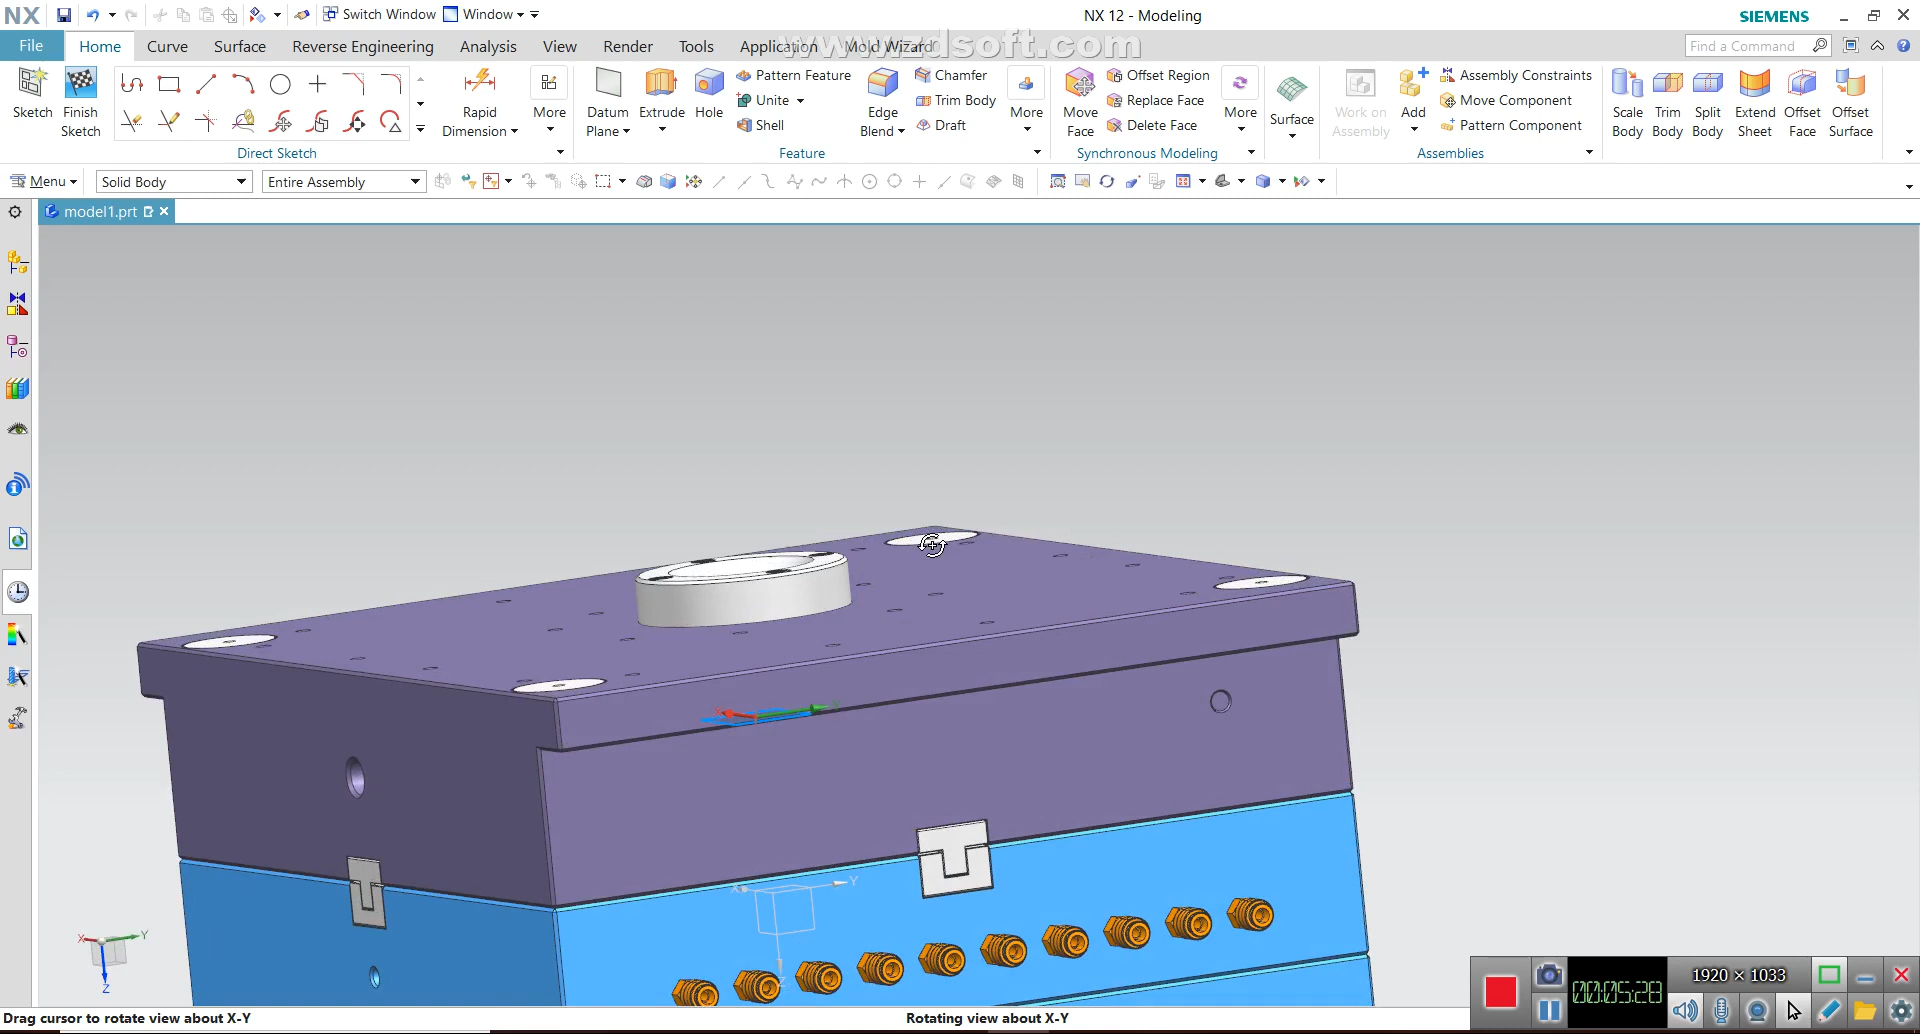 NX Switch Window Window NX 12 - Modeling SIEMENS
File Home Curve Surface Reverse Engineering Analysis View Render Tools Application Mold Wizard Find a Command
www.zdsoft.com
Sketch Finish Sketch Rapid Dimension More Datum Plane Extrude Hole Pattern Feature Unite Shell Edge Blend Chamfer Trim Body Draft More Move Face Offset Region Replace Face Delete Face More Surface Work on Assembly Add Assembly Constraints Move Component Pattern Component Scale Body Trim Body Split Body Extend Sheet Offset Face Offset Surface
Direct Sketch Feature Synchronous Modeling Assemblies
Menu Solid Body Entire Assembly
model1.prt
X Y
X Y
Z
Z
1920 × 1033
00:05:28
Drag cursor to rotate view about X-Y Rotating view about X-Y